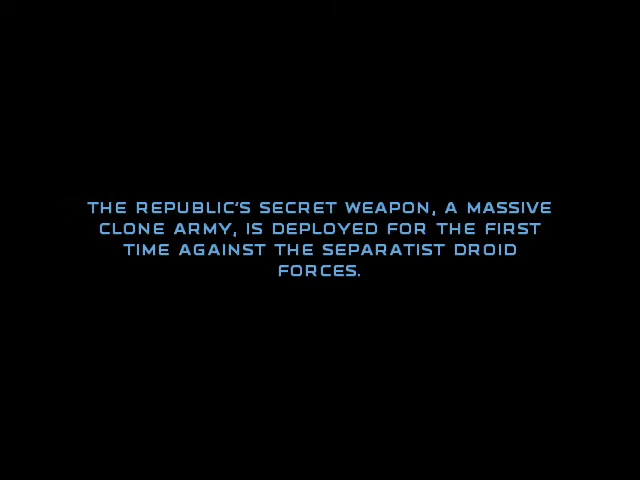 THE REPUBLIC'S SECRET WEAPON, A MASSIVE
CLONE ARMY, IS DEPLOYED FOR THE FIRST
TIME AGAINST THE SEPARATIST DROID
FORCES.